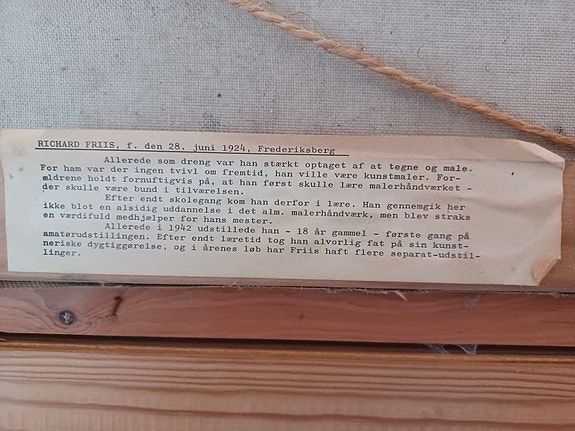 RICHARD FRIIS, f. den 28. juni 1924, Frederiksberg
Allerede som dreng var han stærkt optaget af at tegne og male.
For ham var der ingen tvivl om fremtid, han ville være kunstmaler. For-
ældrene holdt fornuftigvis på, at han først skulle lære malerhåndværket -
der skulle være bund i tilværelsen.
Efter endt skolegang kom han derfor i lære. Han gennemgik her
ikke blot en alsidig uddannelse i det alm. malerhåndværk, men blev straks
en værdifuld medhjælper for hans mester.
Allerede i 1942 udstillede han - 18 år gammel - første gang på
amatørudstillingen. Efter endt læretid tog han alvorlig fat på sin kunst-
neriske dygtiggørelse, og i årenes løb har Friis haft flere separat-udstil-
linger.